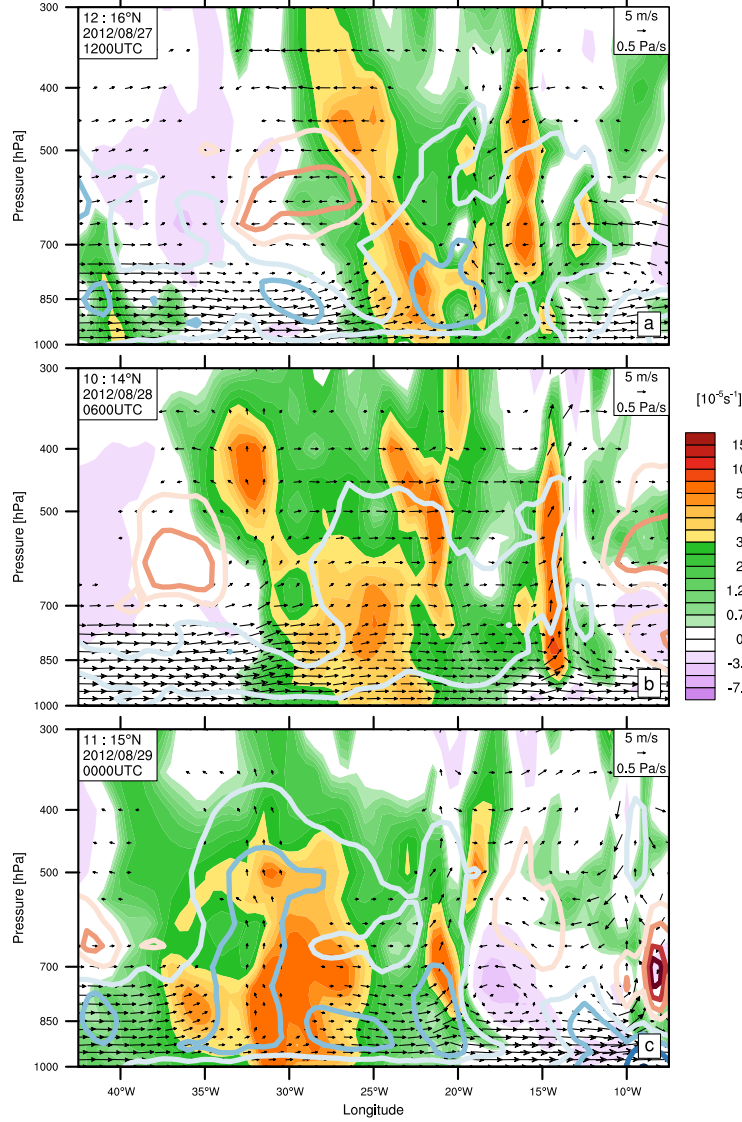 12 : 16°N
2012/08/27
1200UTC
5 m/s
0.5 Pa/s
Pressure [hPa]
300
400
500
700
850
1000
a
10 : 14°N
2012/08/28
0600UTC
5 m/s
0.5 Pa/s
Pressure [hPa]
300
400
500
700
850
1000
b
[10⁻⁵s⁻¹]
15
10
5
4
3
2
1.2
0.7
0
-3.
-7.
11 : 15°N
2012/08/29
0000UTC
5 m/s
0.5 Pa/s
Pressure [hPa]
300
400
500
700
850
1000
c
40°W 35°W 30°W 25°W 20°W 15°W 10°W
Longitude